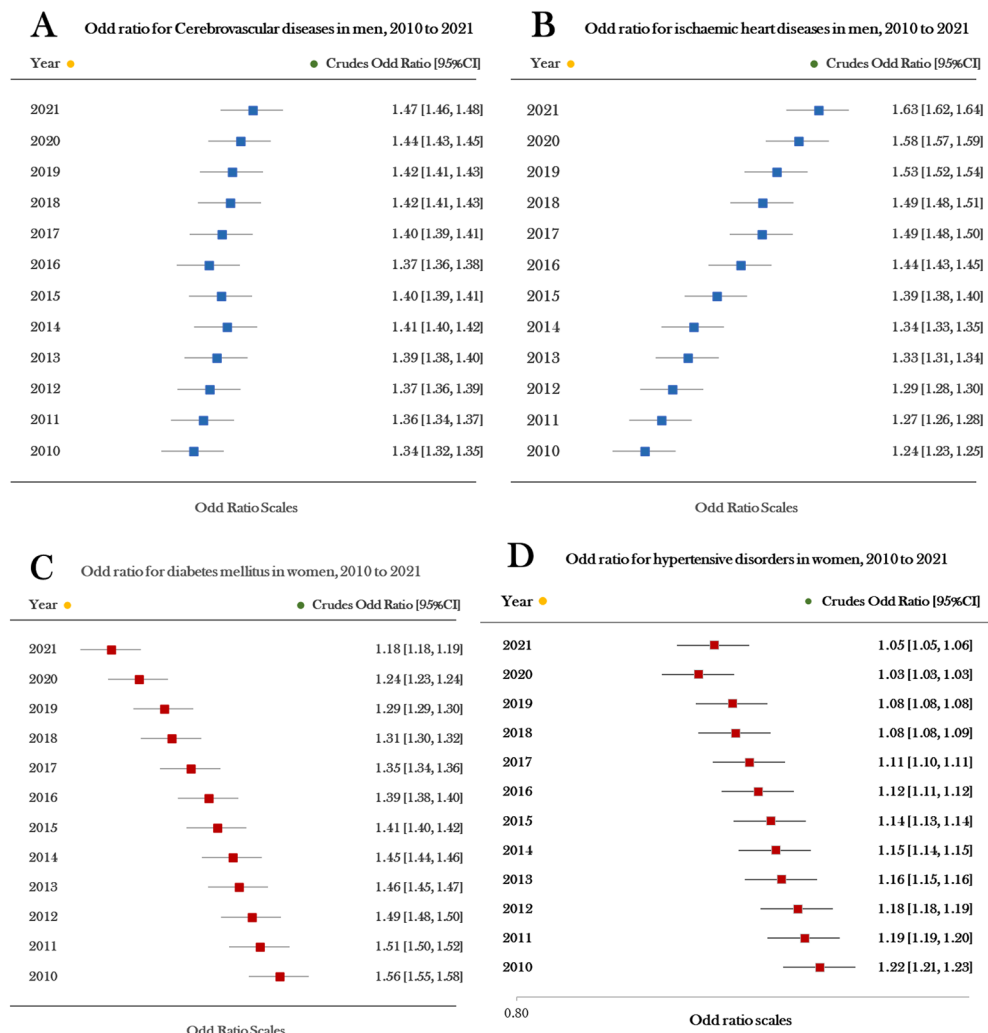 A
Odd ratio for Cerebrovascular diseases in men, 2010 to 2021
Year
Crudes Odd Ratio [95%CI]
2021 1.47 [1.46, 1.48]
2020 1.44 [1.43, 1.45]
2019 1.42 [1.41, 1.43]
2018 1.42 [1.41, 1.43]
2017 1.40 [1.39, 1.41]
2016 1.37 [1.36, 1.38]
2015 1.40 [1.39, 1.41]
2014 1.41 [1.40, 1.42]
2013 1.39 [1.38, 1.40]
2012 1.37 [1.36, 1.39]
2011 1.36 [1.34, 1.37]
2010 1.34 [1.32, 1.35]
Odd Ratio Scales
B
Odd ratio for ischaemic heart diseases in men, 2010 to 2021
Year
Crudes Odd Ratio [95%CI]
2021 1.63 [1.62, 1.64]
2020 1.58 [1.57, 1.59]
2019 1.53 [1.52, 1.54]
2018 1.49 [1.48, 1.51]
2017 1.49 [1.48, 1.50]
2016 1.44 [1.43, 1.45]
2015 1.39 [1.38, 1.40]
2014 1.34 [1.33, 1.35]
2013 1.33 [1.31, 1.34]
2012 1.29 [1.28, 1.30]
2011 1.27 [1.26, 1.28]
2010 1.24 [1.23, 1.25]
Odd Ratio Scales
C
Odd ratio for diabetes mellitus in women, 2010 to 2021
Year
Crudes Odd Ratio [95%CI]
2021 1.18 [1.18, 1.19]
2020 1.24 [1.23, 1.24]
2019 1.29 [1.29, 1.30]
2018 1.31 [1.30, 1.32]
2017 1.35 [1.34, 1.36]
2016 1.39 [1.38, 1.40]
2015 1.41 [1.40, 1.42]
2014 1.45 [1.44, 1.46]
2013 1.46 [1.45, 1.47]
2012 1.49 [1.48, 1.50]
2011 1.51 [1.50, 1.52]
2010 1.56 [1.55, 1.58]
Odd Ratio Scales
D
Odd ratio for hypertensive disorders in women, 2010 to 2021
Year
Crudes Odd Ratio [95%CI]
2021 1.05 [1.05, 1.06]
2020 1.03 [1.03, 1.03]
2019 1.08 [1.08, 1.08]
2018 1.08 [1.08, 1.09]
2017 1.11 [1.10, 1.11]
2016 1.12 [1.11, 1.12]
2015 1.14 [1.13, 1.14]
2014 1.15 [1.14, 1.15]
2013 1.16 [1.15, 1.16]
2012 1.18 [1.18, 1.19]
2011 1.19 [1.19, 1.20]
2010 1.22 [1.21, 1.23]
0.80
Odd ratio scales